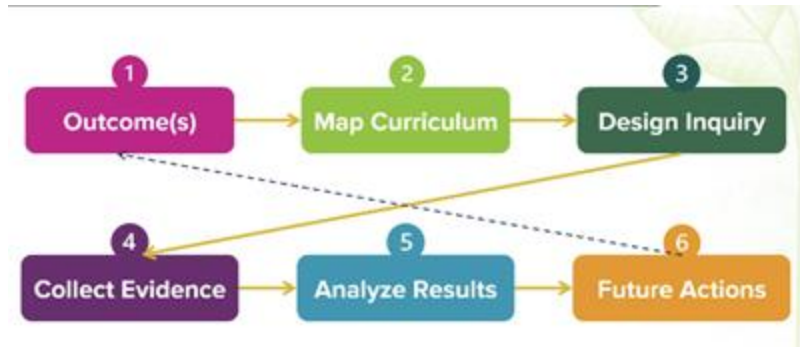 1
Outcome(s)
2
Map Curriculum
3
Design Inquiry
4
Collect Evidence
5
Analyze Results
6
Future Actions